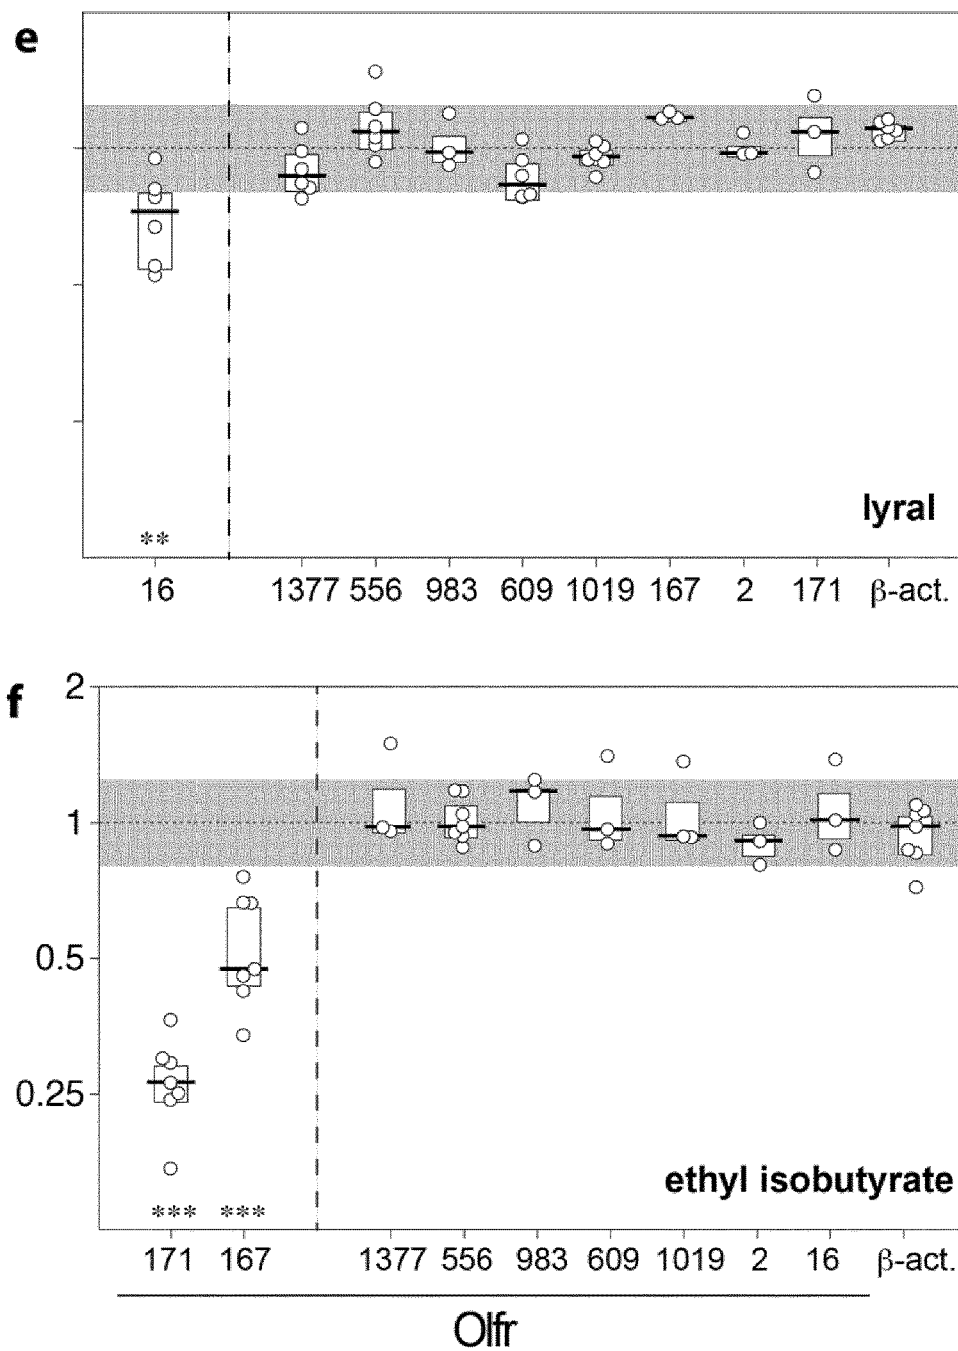 e
lyral
**
16 1377 556 983 609 1019 167 2 171 β-act.
f
2
1
0.5
0.25
ethyl isobutyrate
*** ***
171 167 1377 556 983 609 1019 2 16 β-act.
Olfr